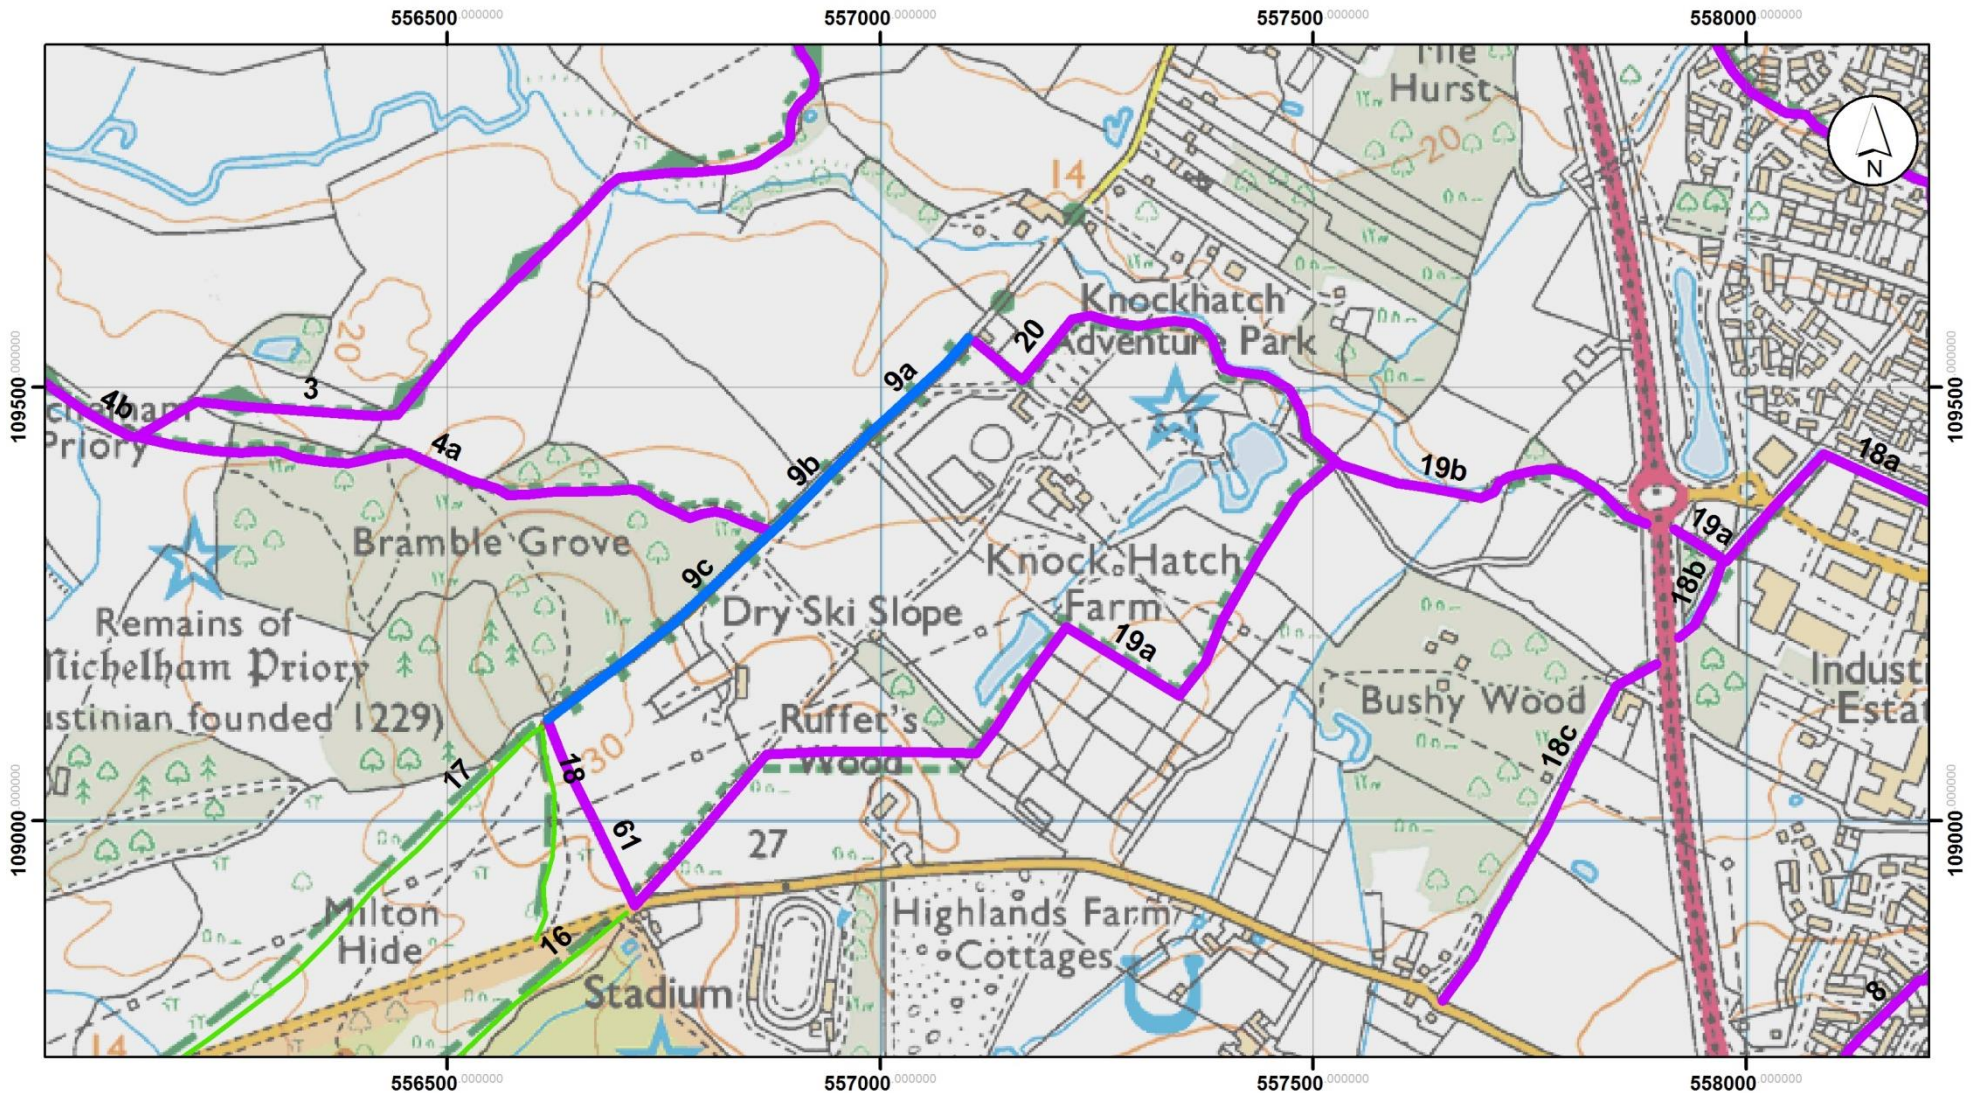 556500.000000
557000.000000
557500.000000
558000.000000
Tile
Hurst
20
14
Knockhatch
Adventure Park
20
20
109500.000000
109500.000000
3
4b
chelham
Priory
4a
9a
9b
9c
19b
18a
19a
18b
Bramble Grove
Knock Hatch
Farm
19a
Dry Ski Slope
Remains of
Michelham Priory
ustinian founded 1229)
Bushy Wood
Industi
Estat
Ruffet's
Wood
18
30
17
18c
61
109000.000000
109000.000000
27
Milton
Hide
16
Highlands Farm
Cottages
Stadium
8
14
556500.000000
557000.000000
557500.000000
558000.000000
N